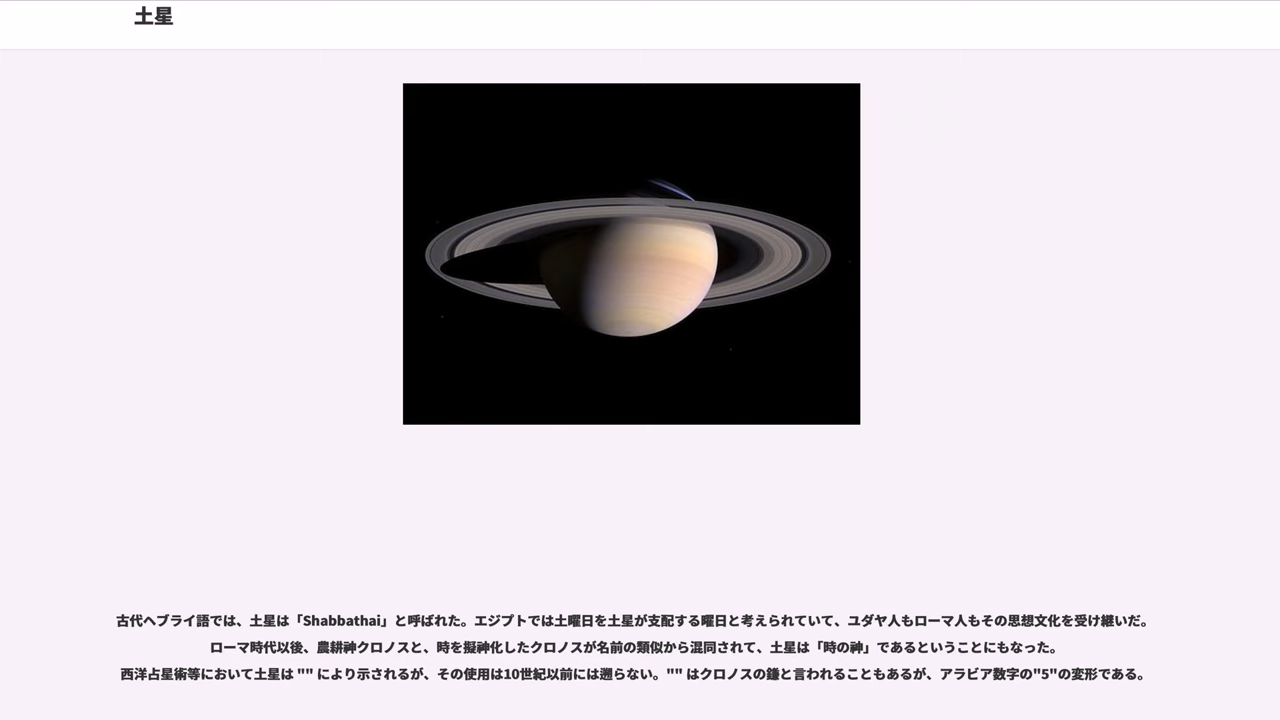 土星
古代ヘブライ語では、土星は「Shabbathai」と呼ばれた。エジプトでは土曜日を土星が支配する曜日と考えられていて、ユダヤ人もローマ人もその思想文化を受け継いだ。
ローマ時代以後、農耕神クロノスと、時を擬神化したクロノスが名前の類似から混同されて、土星は「時の神」であるということにもなった。
西洋占星術等において土星は "" により示されるが、その使用は10世紀以前には遡らない。"" はクロノスの鎌と言われることもあるが、アラビア数字の"5"の変形である。